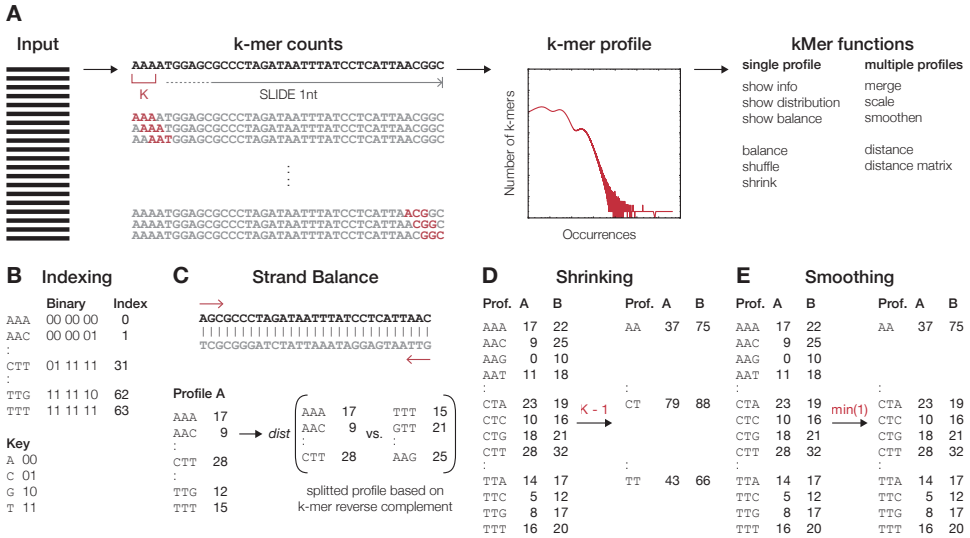 A
Input
k-mer counts
k-mer profile
kMer functions
AAAATGGAGCGCCCTAGATAATTTATCCTCATTAACGGC
K
SLIDE 1nt
AAAATGGAGCGCCCTAGATAATTTATCCTCATTAACGGC
AAAATGGAGCGCCCTAGATAATTTATCCTCATTAACGGC
AAAATGGAGCGCCCTAGATAATTTATCCTCATTAACGGC
⋮
AAAATGGAGCGCCCTAGATAATTTATCCTCATTAACGGC
AAAATGGAGCGCCCTAGATAATTTATCCTCATTAACGGC
AAAATGGAGCGCCCTAGATAATTTATCCTCATTAACGGC
Number of k-mers
Occurrences
single profile
show info
show distribution
show balance
balance
shuffle
shrink
multiple profiles
merge
scale
smoothen
distance
distance matrix
B Indexing
Binary Index
AAA 00 00 00 0
AAC 00 00 01 1
:
CTT 01 11 11 31
:
TTG 11 11 10 62
TTT 11 11 11 63
Key
A 00
C 01
G 10
T 11
C Strand Balance
AGCGCCCTAGATAATTTATCCTCATTAAC
TCGCGGGATCTATTAAATAGGAGTAATTG
Profile A
AAA 17
AAC 9
:
CTT 28
:
TTG 12
TTT 15
dist
AAA 17 TTT 15
AAC 9 vs. GTT 21
: :
CTT 28 AAG 25
splitted profile based on
k-mer reverse complement
D Shrinking
Prof. A B Prof. A B
AAA 17 22 AA 37 75
AAC 9 25
AAG 0 10
AAT 11 18
: :
CTA 23 19 K - 1 CT 79 88
CTC 10 16
CTG 18 21
CTT 28 32
: :
TTA 14 17 TT 43 66
TTC 5 12
TTG 8 17
TTT 16 20
E Smoothing
Prof. A B Prof. A B
AAA 17 22 AA 37 75
AAC 9 25
AAG 0 10
AAT 11 18
: :
CTA 23 19 min(1) CTA 23 19
CTC 10 16 CTC 10 16
CTG 18 21 CTG 18 21
CTT 28 32 CTT 28 32
: :
TTA 14 17 TTA 14 17
TTC 5 12 TTC 5 12
TTG 8 17 TTG 8 17
TTT 16 20 TTT 16 20